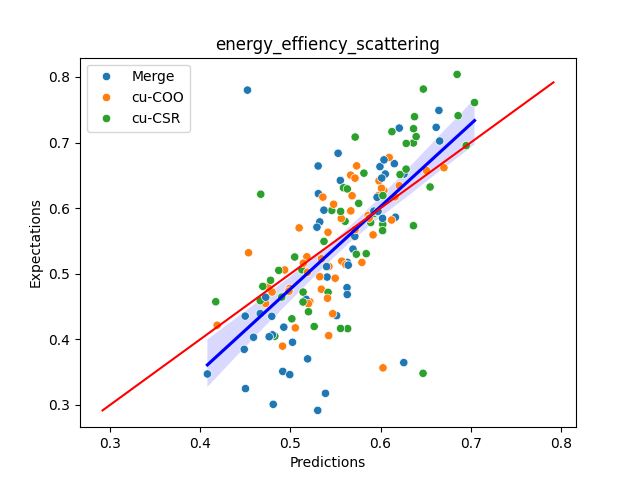 energy_effiency_scattering
Merge
cu-COO
cu-CSR
Expectations
0.8
0.7
0.6
0.5
0.4
0.3
0.3 0.4 0.5 0.6 0.7 0.8
Predictions